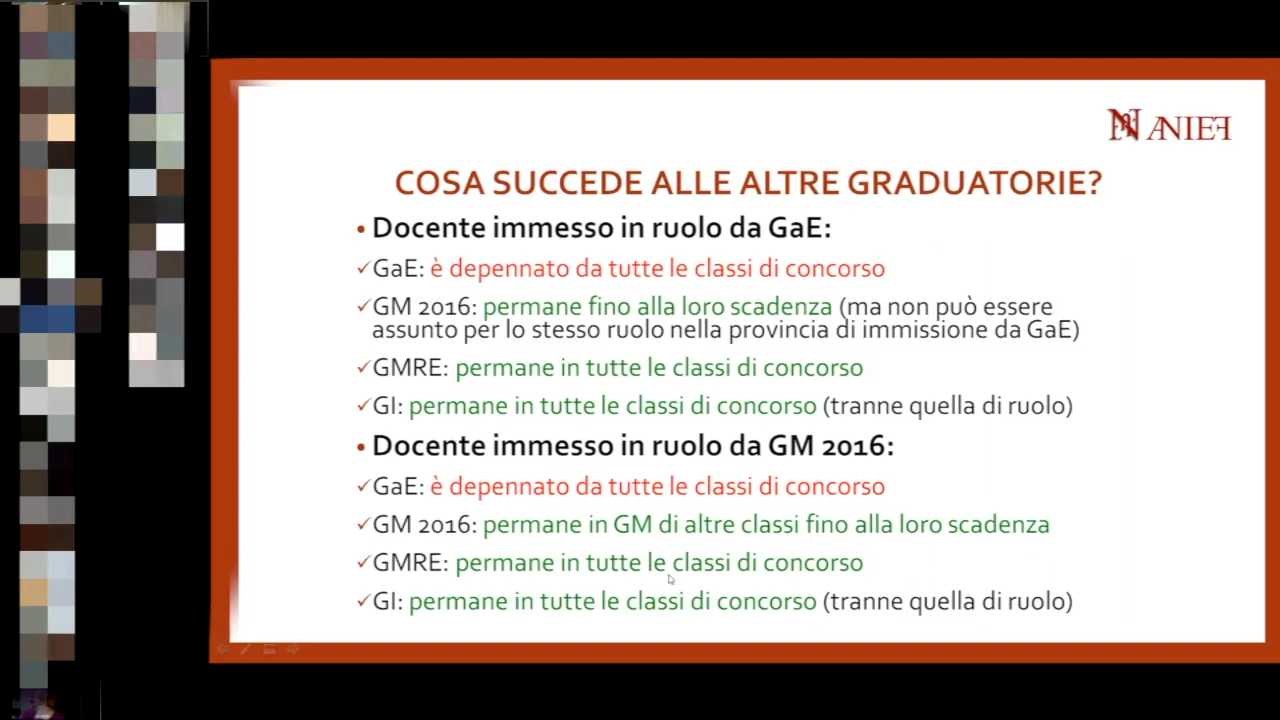 ANIEF
COSA SUCCEDE ALLE ALTRE GRADUATORIE?
• Docente immesso in ruolo da GaE:
✓GaE: è depennato da tutte le classi di concorso
✓GM 2016: permane fino alla loro scadenza (ma non può essere
assunto per lo stesso ruolo nella provincia di immissione da GaE)
✓GMRE: permane in tutte le classi di concorso
✓GI: permane in tutte le classi di concorso (tranne quella di ruolo)
• Docente immesso in ruolo da GM 2016:
✓GaE: è depennato da tutte le classi di concorso
✓GM 2016: permane in GM di altre classi fino alla loro scadenza
✓GMRE: permane in tutte le classi di concorso
✓GI: permane in tutte le classi di concorso (tranne quella di ruolo)